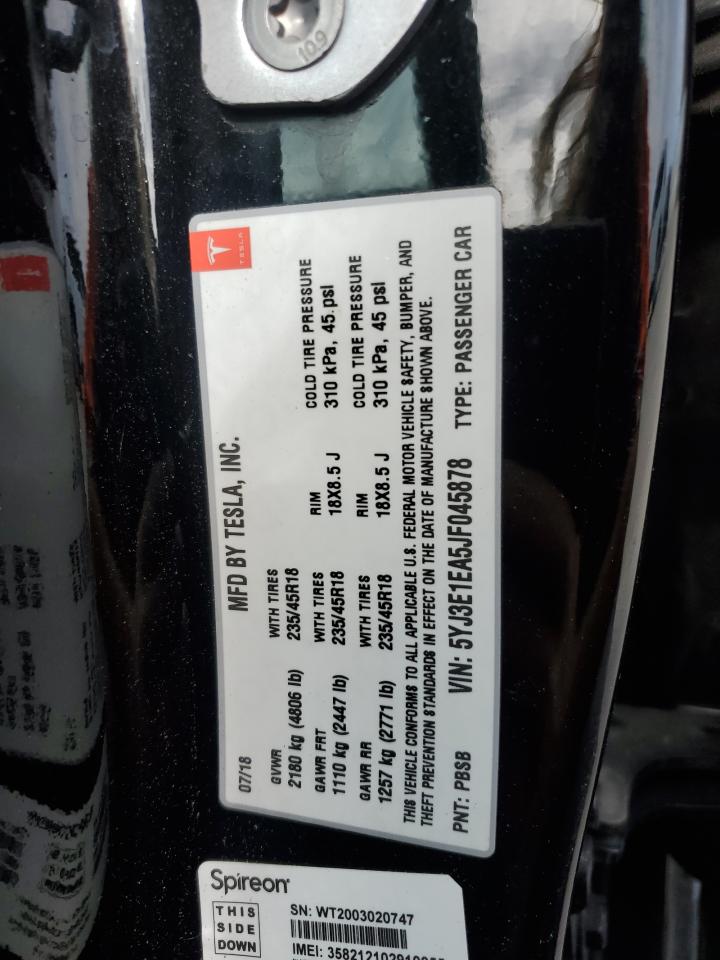 10.9
TESLA
MFD BY TESLA, INC.
07/18
GVWR WITH TIRES
2180 kg (4806 lb) 235/45R18
GAWR FRT WITH TIRES RIM COLD TIRE PRESSURE
1110 kg (2447 lb) 235/45R18 18X8.5 J 310 kPa, 45 psi
GAWR RR WITH TIRES RIM COLD TIRE PRESSURE
1257 kg (2771 lb) 235/45R18 18X8.5 J 310 kPa, 45 psi
THIS VEHICLE CONFORMS TO ALL APPLICABLE U.S. FEDERAL MOTOR VEHICLE SAFETY, BUMPER, AND
THEFT PREVENTION STANDARDS IN EFFECT ON THE DATE OF MANUFACTURE SHOWN ABOVE.
PNT: PBSB VIN: 5YJ3E1EA5JF045878 TYPE: PASSENGER CAR
Spireon
THIS
SIDE
DOWN
SN: WT2003020747
IMEI: